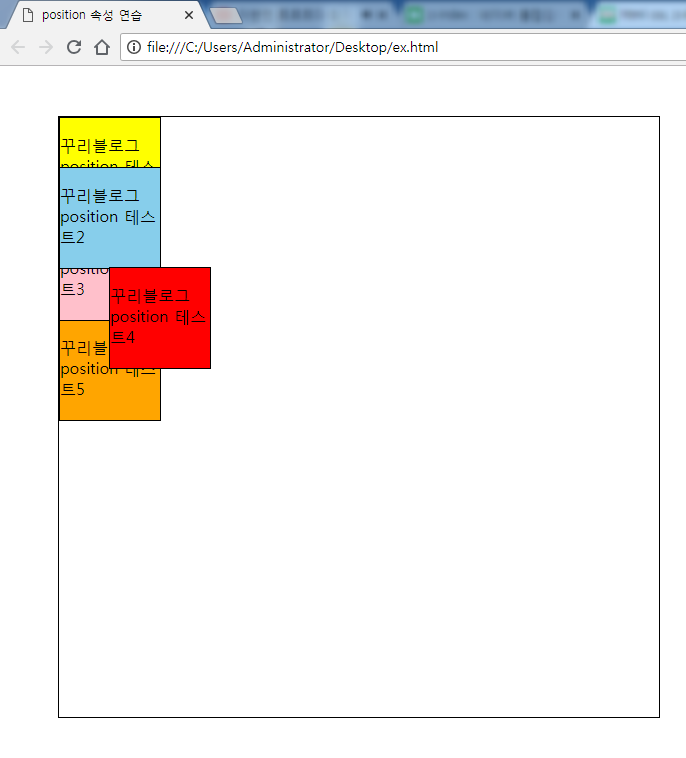 position 속성 연습
file:///C:/Users/Administrator/Desktop/ex.html
꾸리블로그
position 테스
꾸리블로그
position 테스
트2
position
트3
꾸리블로그
position 테스
트4
꾸리블
position 테스
트5